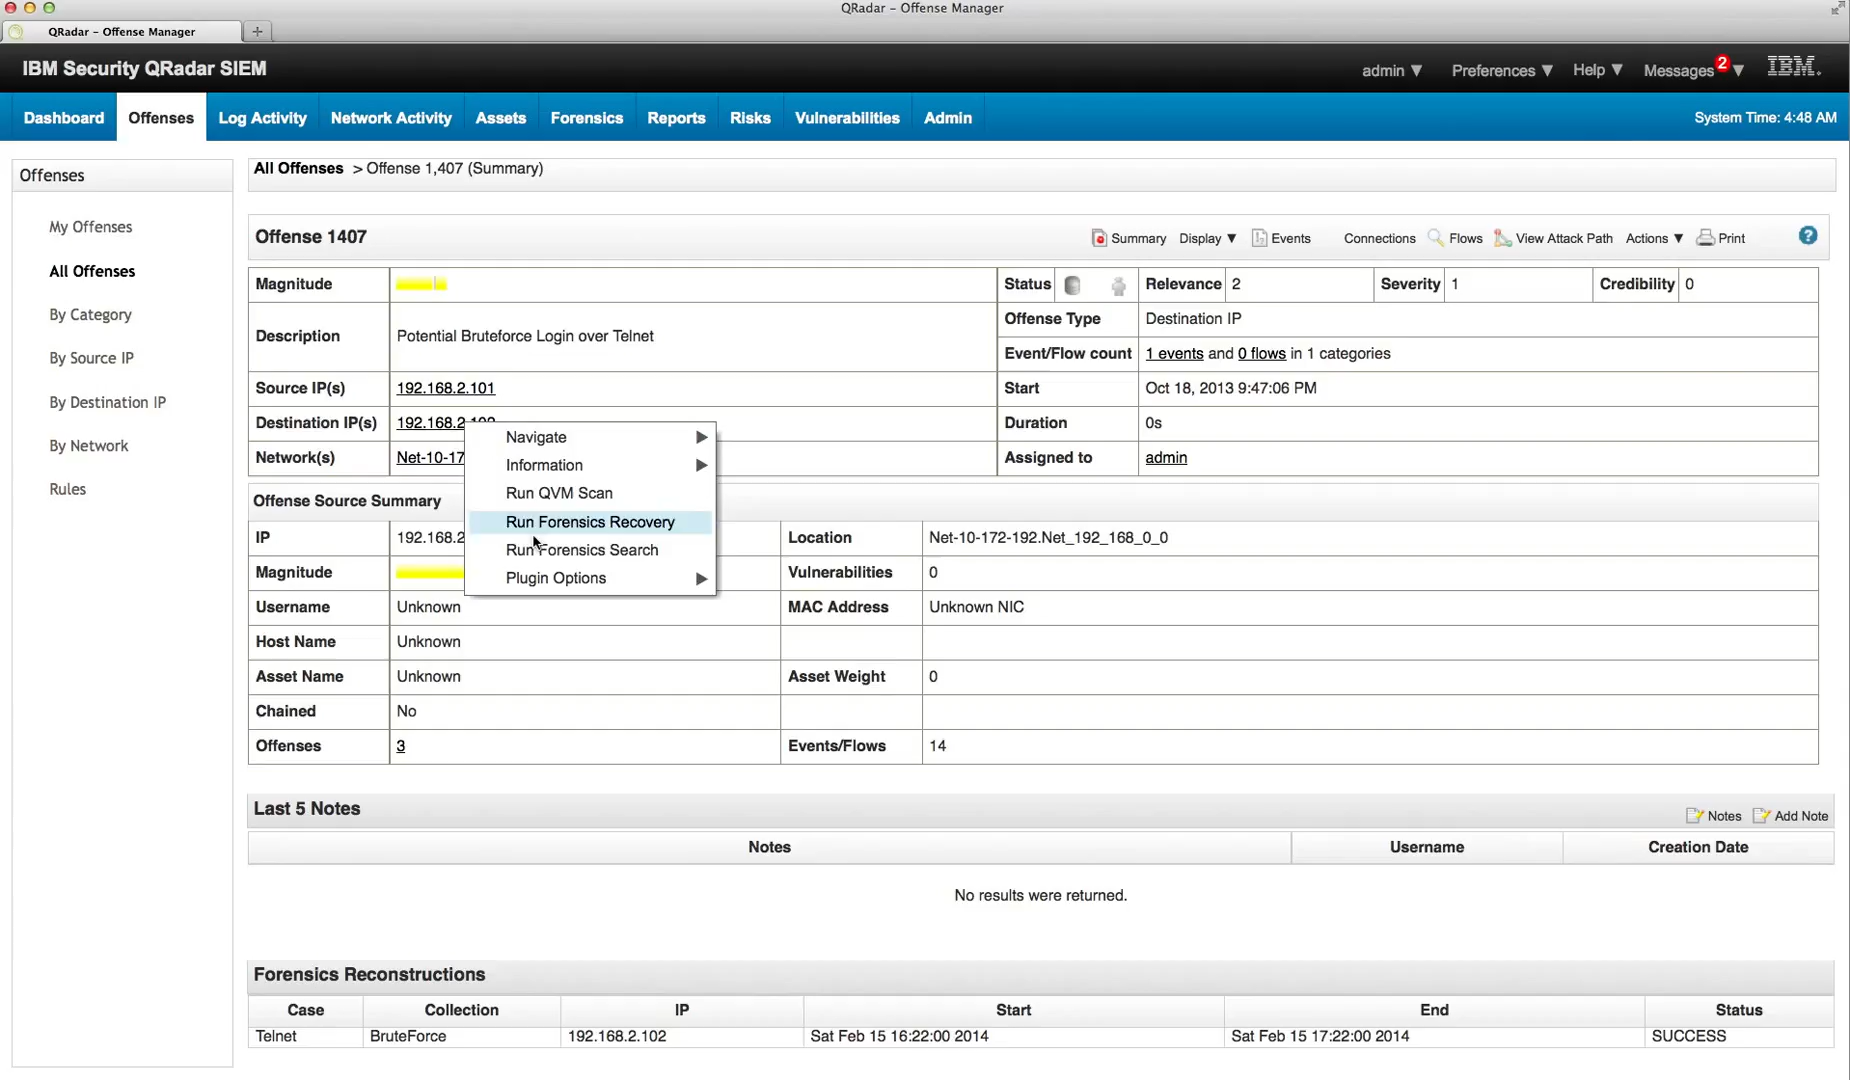 QRadar – Offense Manager
QRadar – Offense Manager
IBM Security QRadar SIEM
admin ▼ Preferences ▼ Help ▼ Messages 2 ▼ IBM.
Dashboard Offenses Log Activity Network Activity Assets Forensics Reports Risks Vulnerabilities Admin System Time: 4:48 AM
Offenses
My Offenses
All Offenses
By Category
By Source IP
By Destination IP
By Network
Rules
All Offenses > Offense 1,407 (Summary)
Offense 1407 Summary Display ▼ Events Connections Flows View Attack Path Actions ▼ Print ?
Magnitude Status Relevance 2 Severity 1 Credibility 0
Description Potential Bruteforce Login over Telnet
Offense Type Destination IP
Event/Flow count 1 events and 0 flows in 1 categories
Source IP(s) 192.168.2.101 Start Oct 18, 2013 9:47:06 PM
Destination IP(s) 192.168.2.102 Duration 0s
Network(s) Net-10-17 Assigned to admin
Navigate
Information
Run QVM Scan
Run Forensics Recovery
Run Forensics Search
Plugin Options
Offense Source Summary
IP 192.168.2 Location Net-10-172-192.Net_192_168_0_0
Magnitude Vulnerabilities 0
Username Unknown MAC Address Unknown NIC
Host Name Unknown
Asset Name Unknown Asset Weight 0
Chained No
Offenses 3 Events/Flows 14
Last 5 Notes Notes Add Note
Notes Username Creation Date
No results were returned.
Forensics Reconstructions
Case Collection IP Start End Status
Telnet BruteForce 192.168.2.102 Sat Feb 15 16:22:00 2014 Sat Feb 15 17:22:00 2014 SUCCESS